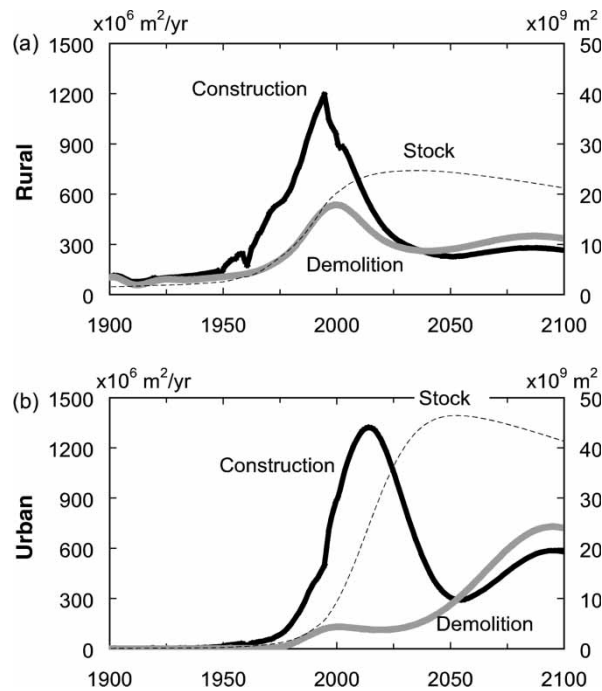 (a) x10⁶ m²/yr x10⁹ m²
1500 50
Construction
1200 40
Stock
900 30
Rural
600 20
300 10
Demolition
0 0
1900 1950 2000 2050 2100
(b) x10⁶ m²/yr x10⁹ m²
Stock
1500 50
Construction
1200 40
900 30
Urban
600 20
300 10
Demolition
0 0
1900 1950 2000 2050 2100